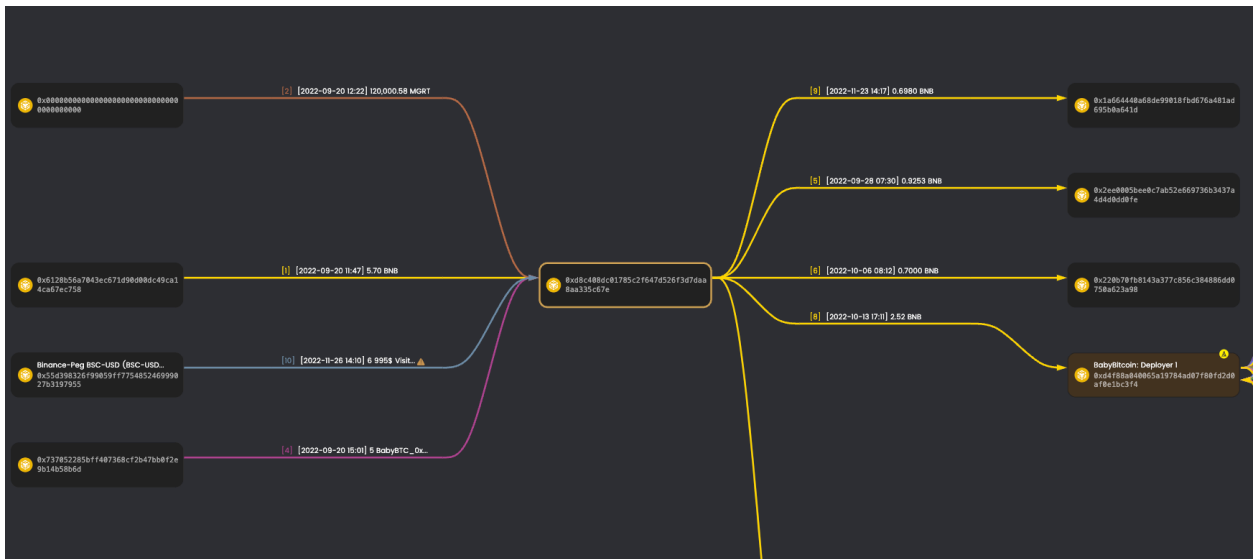 [2] [2022-09-20 12:22] 120,000.58 MGRT
0x00000000000000000000000000000000
0000000000
[1] [2022-09-20 11:47] 5.70 BNB
0x6128b56a7043ec671d90d00dc49ca1
4ca67ec758
[10] [2022-11-26 14:10] 6 995$ Visit...
Binance-Peg BSC-USD (BSC-USD...
0x55d398326f99059ff7754852469990
27b3197955
[4] [2022-09-20 15:01] 5 BabyBTC_0x...
0x737052285bff407368cf2b47bb0f2e
9b14b50b6d
0xd8c408dc01785c2f647d526f3d7daa
8aa335c67e
[9] [2022-11-23 14:17] 0.6980 BNB
0x1a664440a68de99018fbd676a481ad
695b0a641d
[5] [2022-09-28 07:30] 0.9253 BNB
0x2ee0005bee0c7ab52e669736b3437a
4d4d0dd0fe
[6] [2022-10-06 08:12] 0.7000 BNB
0x220b70fb8143a377c856c384886dd0
750a623a98
[8] [2022-10-13 17:11] 2.52 BNB
A
BabyBitcoin: Deployer 1
0xd4f88a040065a19784ad07f80fd2d0
af0e1bc3f4